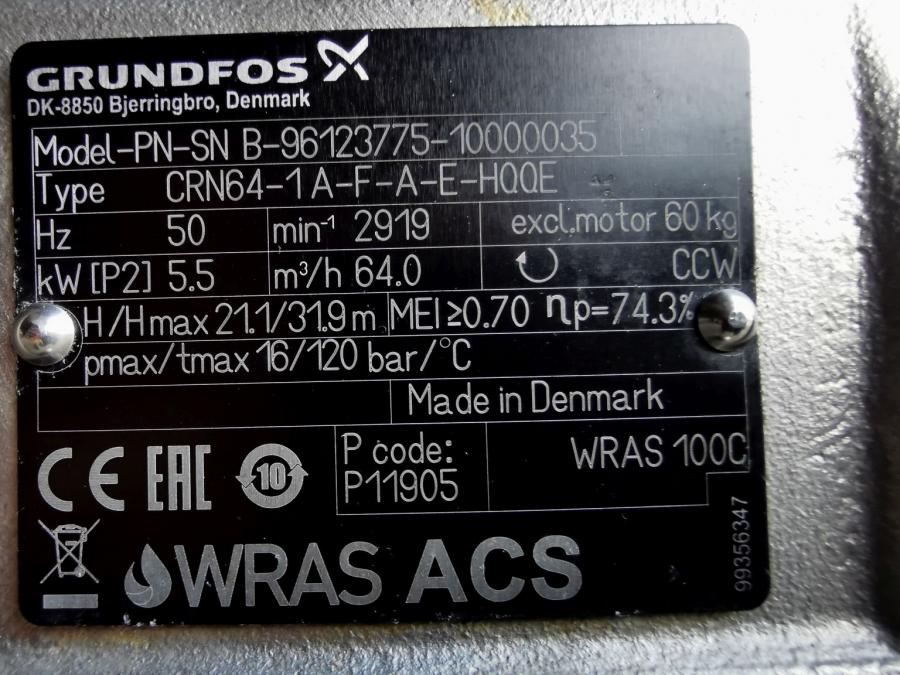 GRUNDFOS
DK-8850 Bjerringbro, Denmark
Model-PN-SN B-96123775-10000035
Type CRN64-1 A-F-A-E-HQQE
Hz 50 min⁻¹ 2919 excl.motor 60 kg
kW [P2] 5.5 m³/h 64.0 CCW
H/Hmax 21.1/31.9 m MEI ≥0.70 ηp=74.3%
pmax/tmax 16/120 bar/°C
Made in Denmark
CE EAC 10 P code: WRAS 100C
P11905
99356347
WRAS ACS